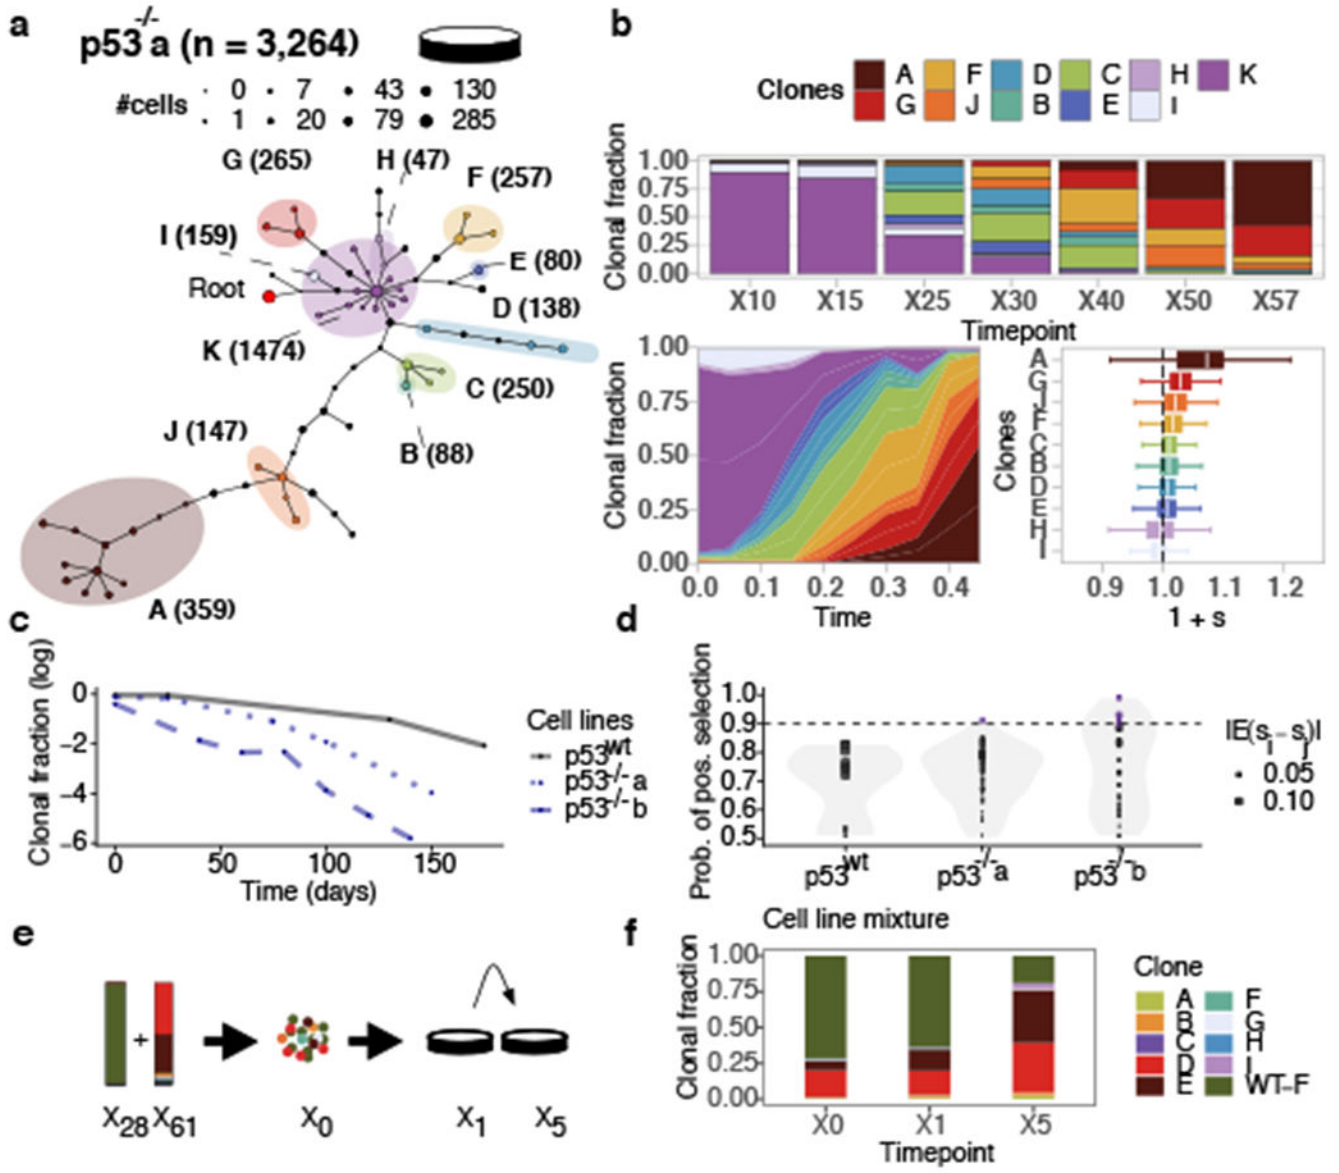 a
p53-/-a (n = 3,264)
#cells
0 7 43 130
1 20 79 285
G (265)
H (47)
F (257)
I (159)
E (80)
Root
D (138)
K (1474)
C (250)
J (147)
B (88)
A (359)
b
Clones A F D C H K
G J B E I
Clonal fraction
1.00
0.75
0.50
0.25
0.00
X10 X15 X25 X30 X40 X50 X57
Timepoint
Clonal fraction
1.00
0.75
0.50
0.25
0.00
0.0 0.1 0.2 0.3 0.4
Time
Clones
A
G
J
F
C
B
D
E
H
I
0.9 1.0 1.1 1.2
1 + s
c
Clonal fraction (log)
0
-2
-4
-6
0 50 100 150
Time (days)
Cell lines
p53wt
p53-/-a
p53-/-b
d
Prob. of pos. selection
1.0
0.9
0.8
0.7
0.6
0.5
p53wt p53-/-a p53-/-b
|E(si-sj)|
0.05
0.10
e
+
X28 X61 X0 X1 X5
f
Cell line mixture
Clonal fraction
1.00
0.75
0.50
0.25
0.00
X0 X1 X5
Timepoint
Clone
A F
B G
C H
D I
E WT-F